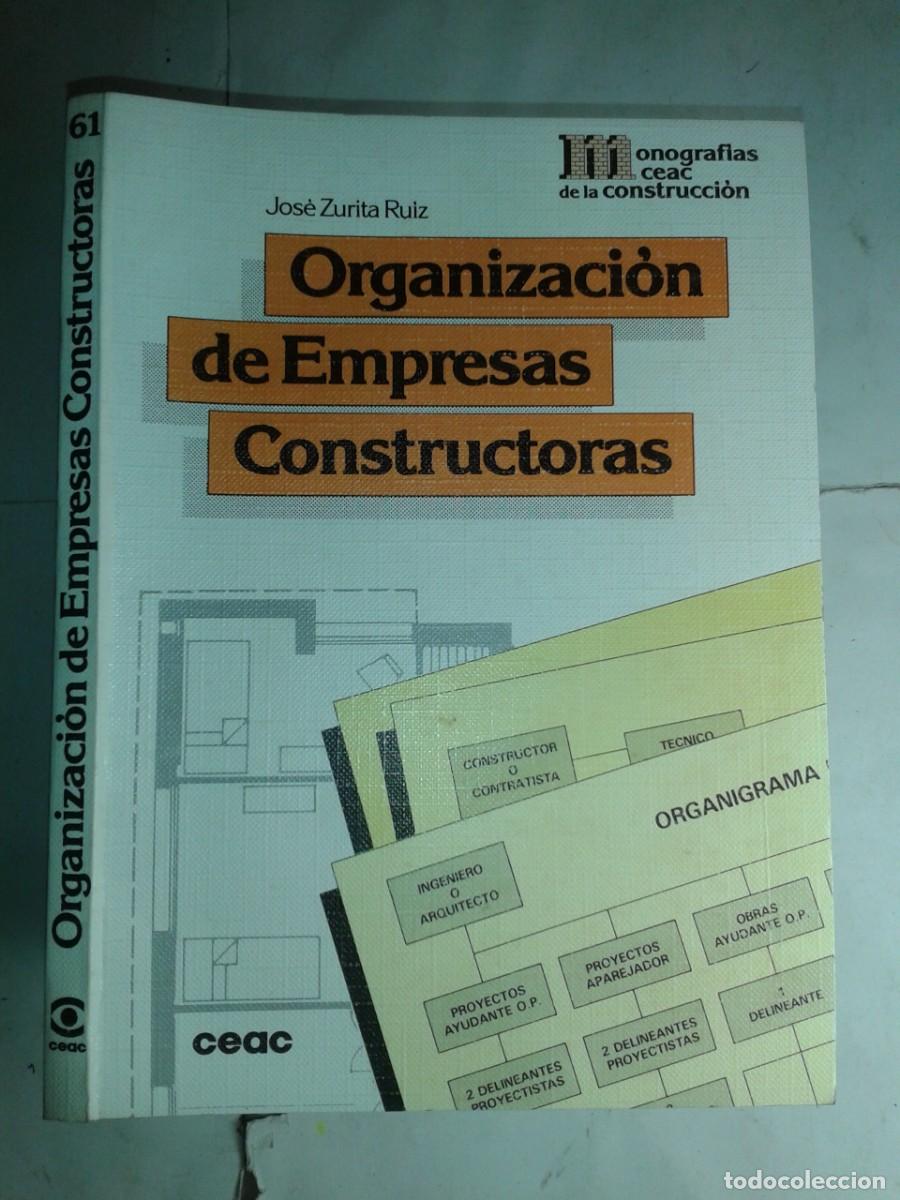 61
Organización de Empresas Constructoras
ceac
monografias
ceac
de la construcción
José Zurita Ruiz
Organización
de Empresas
Constructoras
CONSTRUCTOR
O
CONTRATISTA
TECNICO
ORGANIGRAMA
INGENIERO
O
ARQUITECTO
PROYECTOS
AYUDANTE O.P.
PROYECTOS
APAREJADOR
OBRAS
AYUDANTE O.P.
2 DELINEANTES
PROYECTISTAS
2 DELINEANTES
PROYECTISTAS
1
DELINEANTE
ceac
todocoleccion